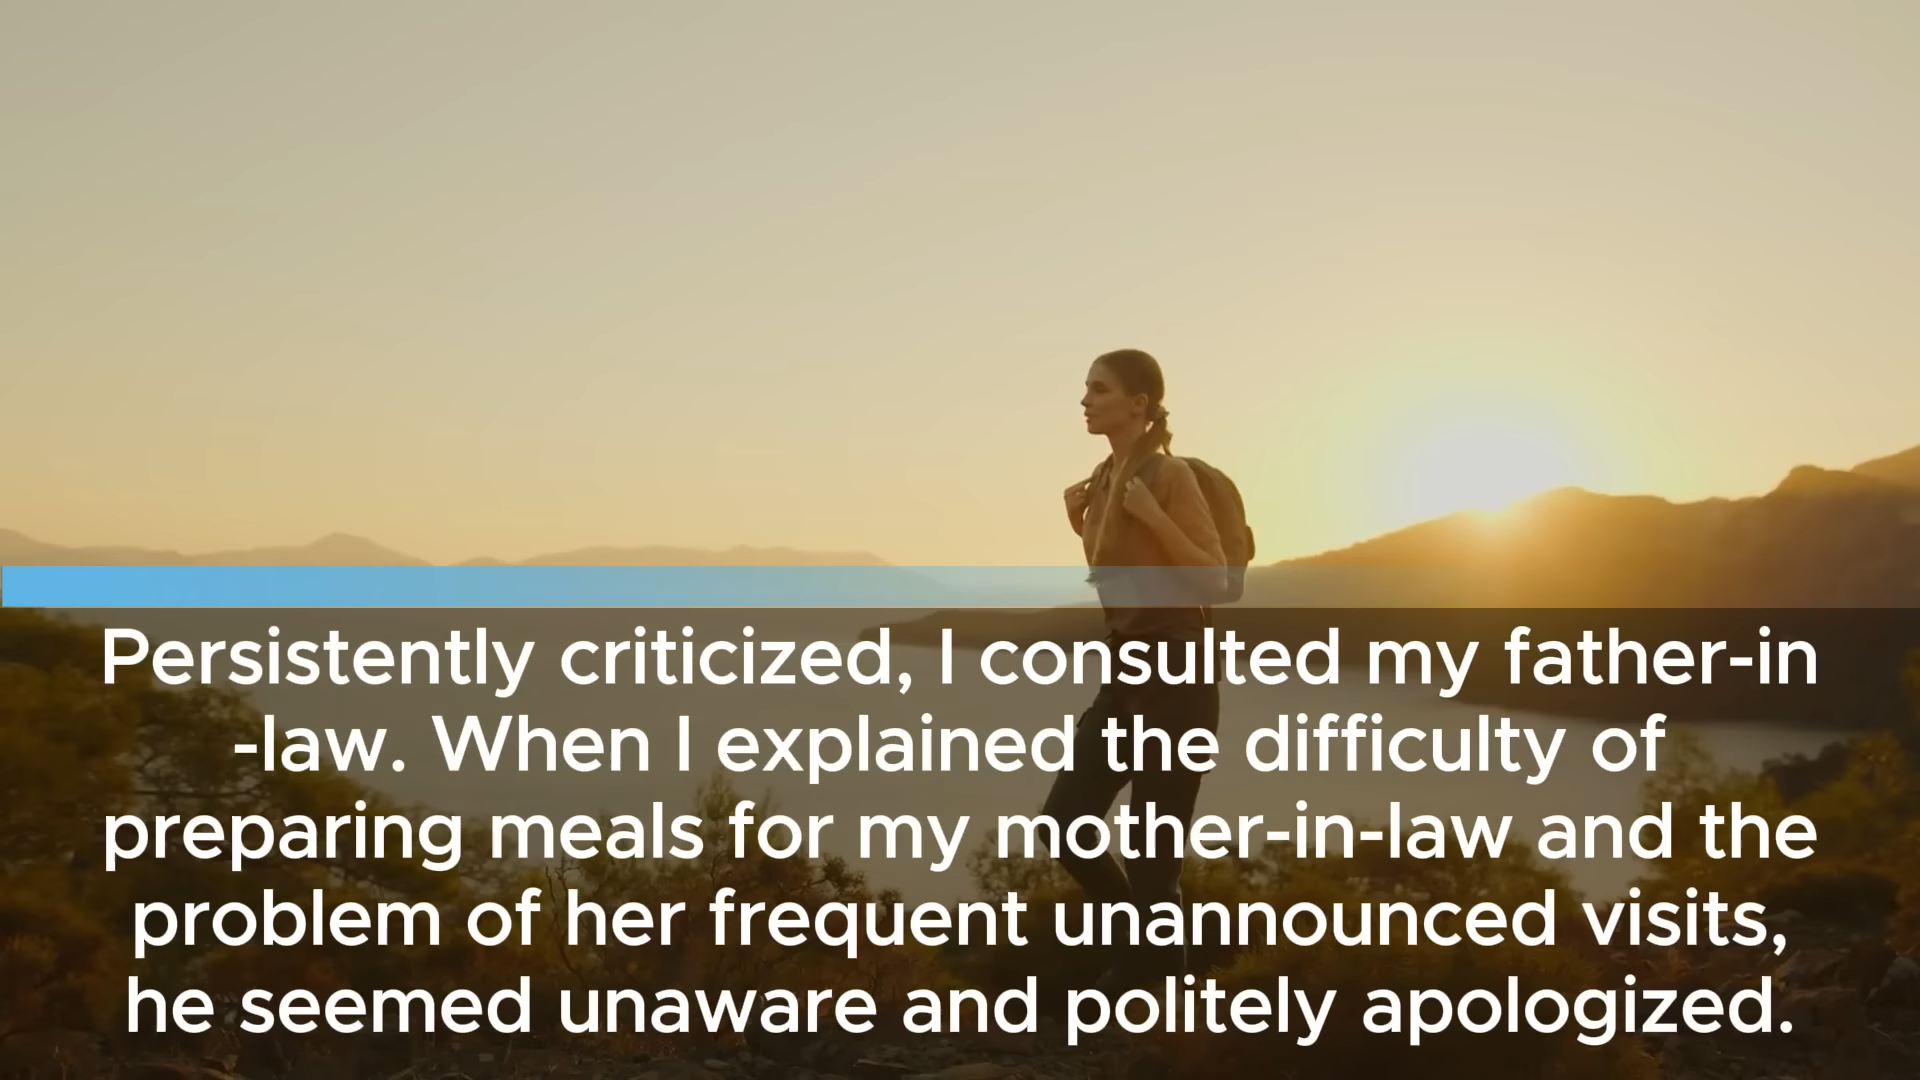 Persistently criticized, I consulted my father-in
-law. When I explained the difficulty of
preparing meals for my mother-in-law and the
problem of her frequent unannounced visits,
he seemed unaware and politely apologized.